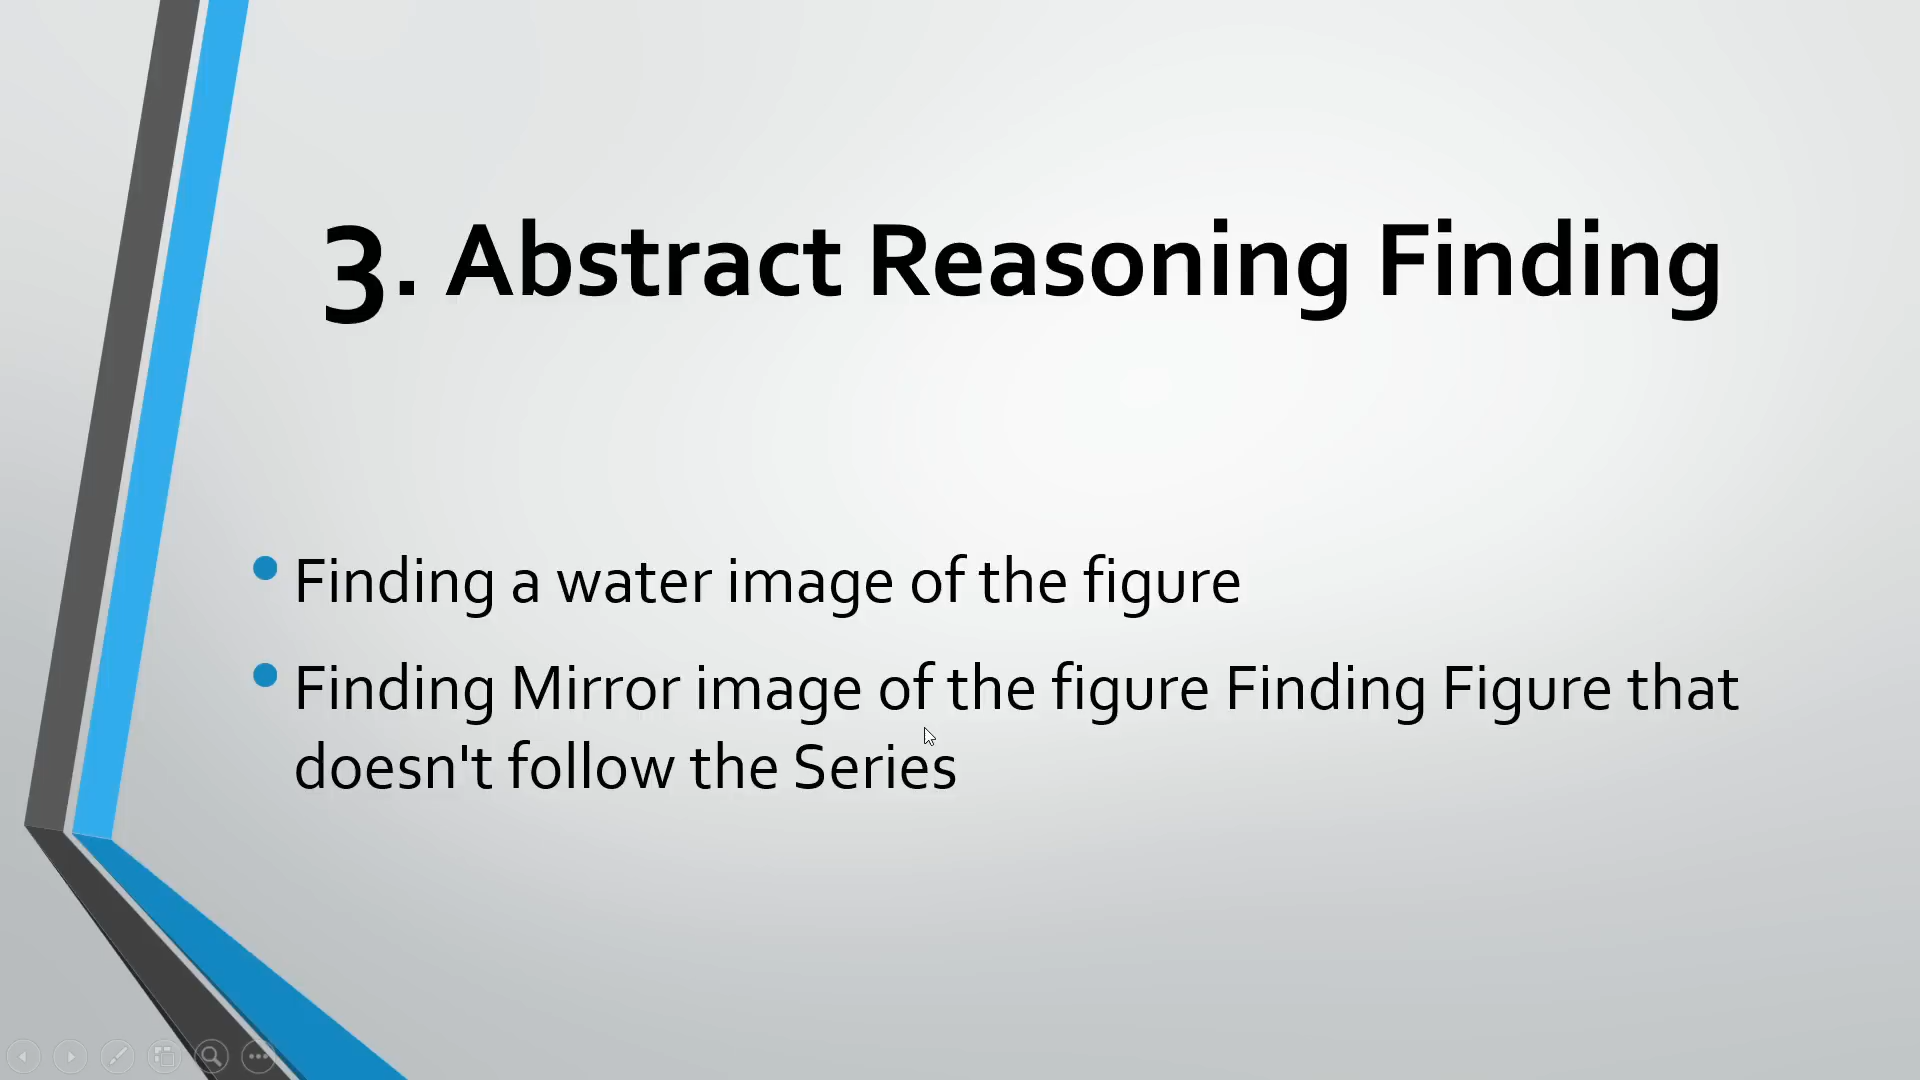 3. Abstract Reasoning Finding
• Finding a water image of the figure
• Finding Mirror image of the figure Finding Figure that
doesn't follow the Series